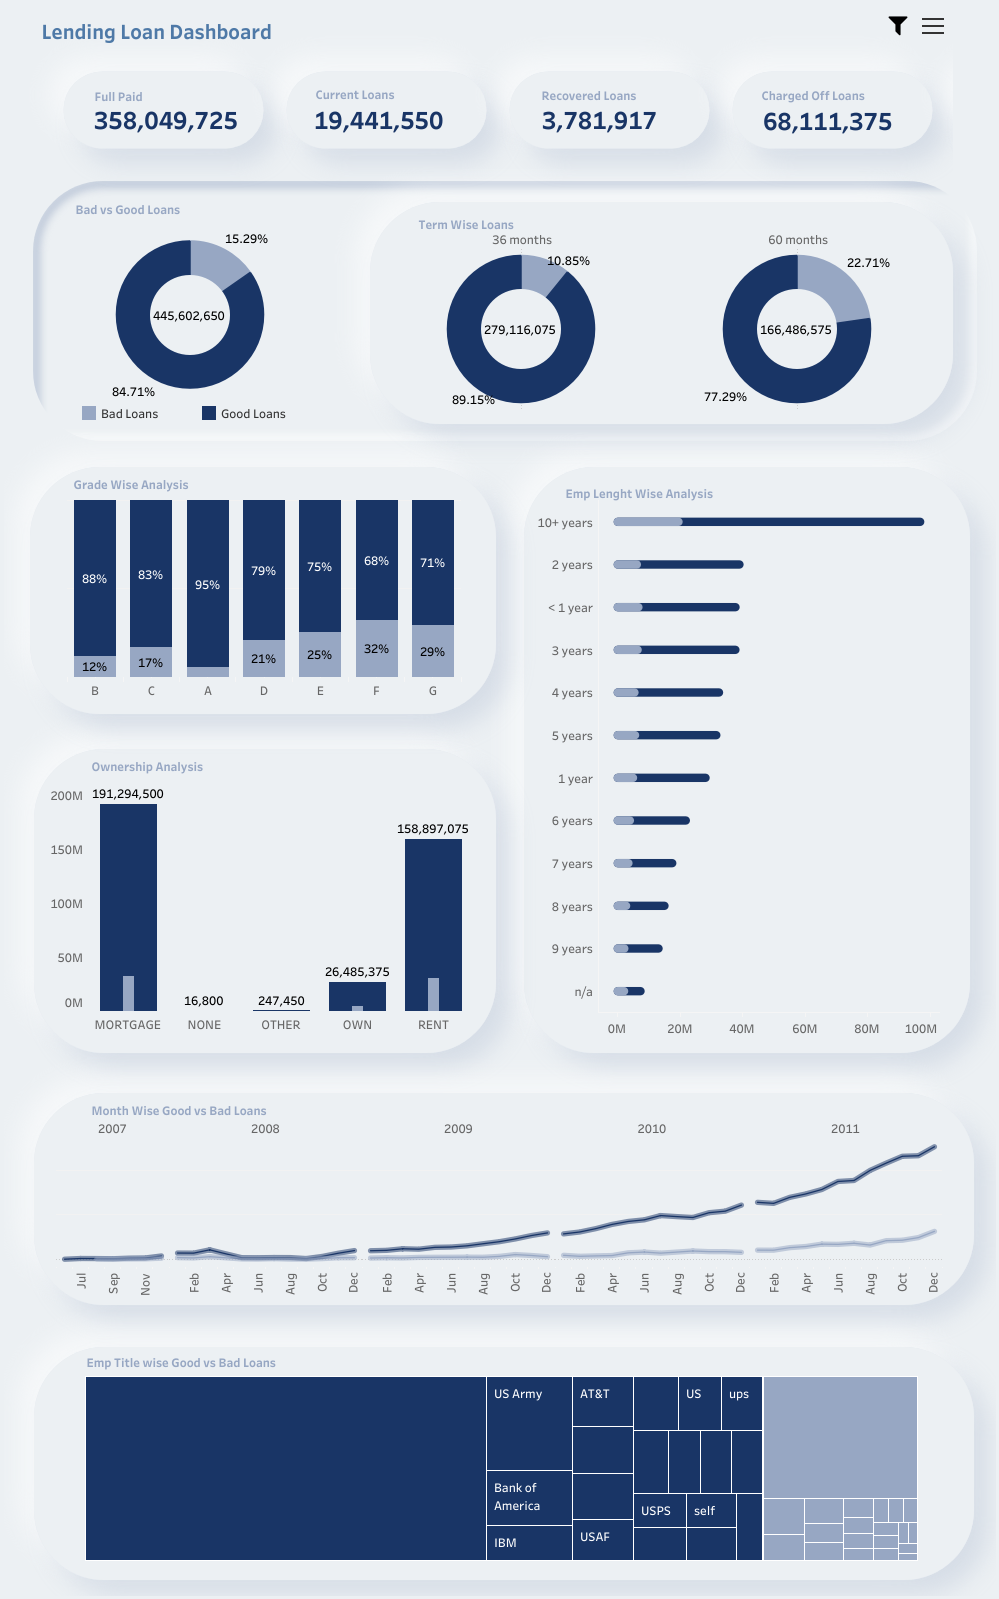 Lending Loan Dashboard
Full Paid
358,049,725
Current Loans
19,441,550
Recovered Loans
3,781,917
Charged Off Loans
68,111,375
Bad vs Good Loans
15.29%
445,602,650
84.71%
Bad Loans Good Loans
Term Wise Loans
36 months
10.85%
279,116,075
89.15%
60 months
22.71%
166,486,575
77.29%
Grade Wise Analysis
88% 83% 95% 79% 75% 68% 71%
12% 17% 21% 25% 32% 29%
B C A D E F G
Emp Lenght Wise Analysis
10+ years
2 years
< 1 year
3 years
4 years
5 years
1 year
6 years
7 years
8 years
9 years
n/a
0M 20M 40M 60M 80M 100M
Ownership Analysis
200M
150M
100M
50M
0M
191,294,500
16,800
247,450
26,485,375
158,897,075
MORTGAGE NONE OTHER OWN RENT
Month Wise Good vs Bad Loans
2007 2008 2009 2010 2011
Jul Sep Nov Feb Apr Jun Aug Oct Dec Feb Apr Jun Aug Oct Dec Feb Apr Jun Aug Oct Dec Feb Apr Jun Aug Oct Dec
Emp Title wise Good vs Bad Loans
US Army
Bank of
America
IBM
AT&T
USAF
US
ups
USPS
self